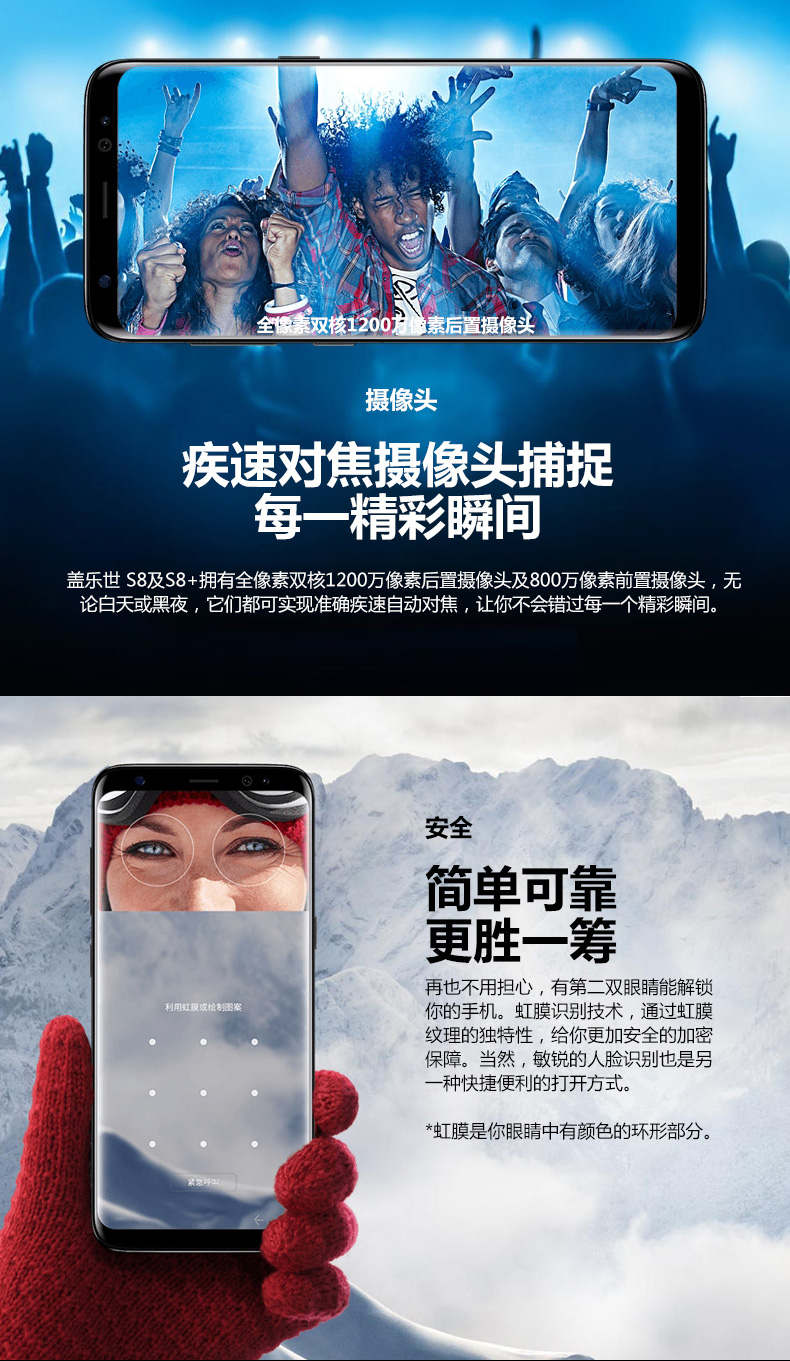 全像素双核1200万像素后置摄像头
摄像头
疾速对焦摄像头捕捉
每一精彩瞬间
盖乐世 S8及S8+拥有全像素双核1200万像素后置摄像头及800万像素前置摄像头，无
论白天或黑夜，它们都可实现准确疾速自动对焦，让你不会错过每一个精彩瞬间。
安全
简单可靠
更胜一筹
再也不用担心，有第二双眼睛能解锁
你的手机。虹膜识别技术，通过虹膜
纹理的独特性，给你更加安全的加密
保障。当然，敏锐的人脸识别也是另
一种快捷便利的打开方式。
*虹膜是你眼睛中有颜色的环形部分。
利用虹膜或绘制图案
紧急呼叫